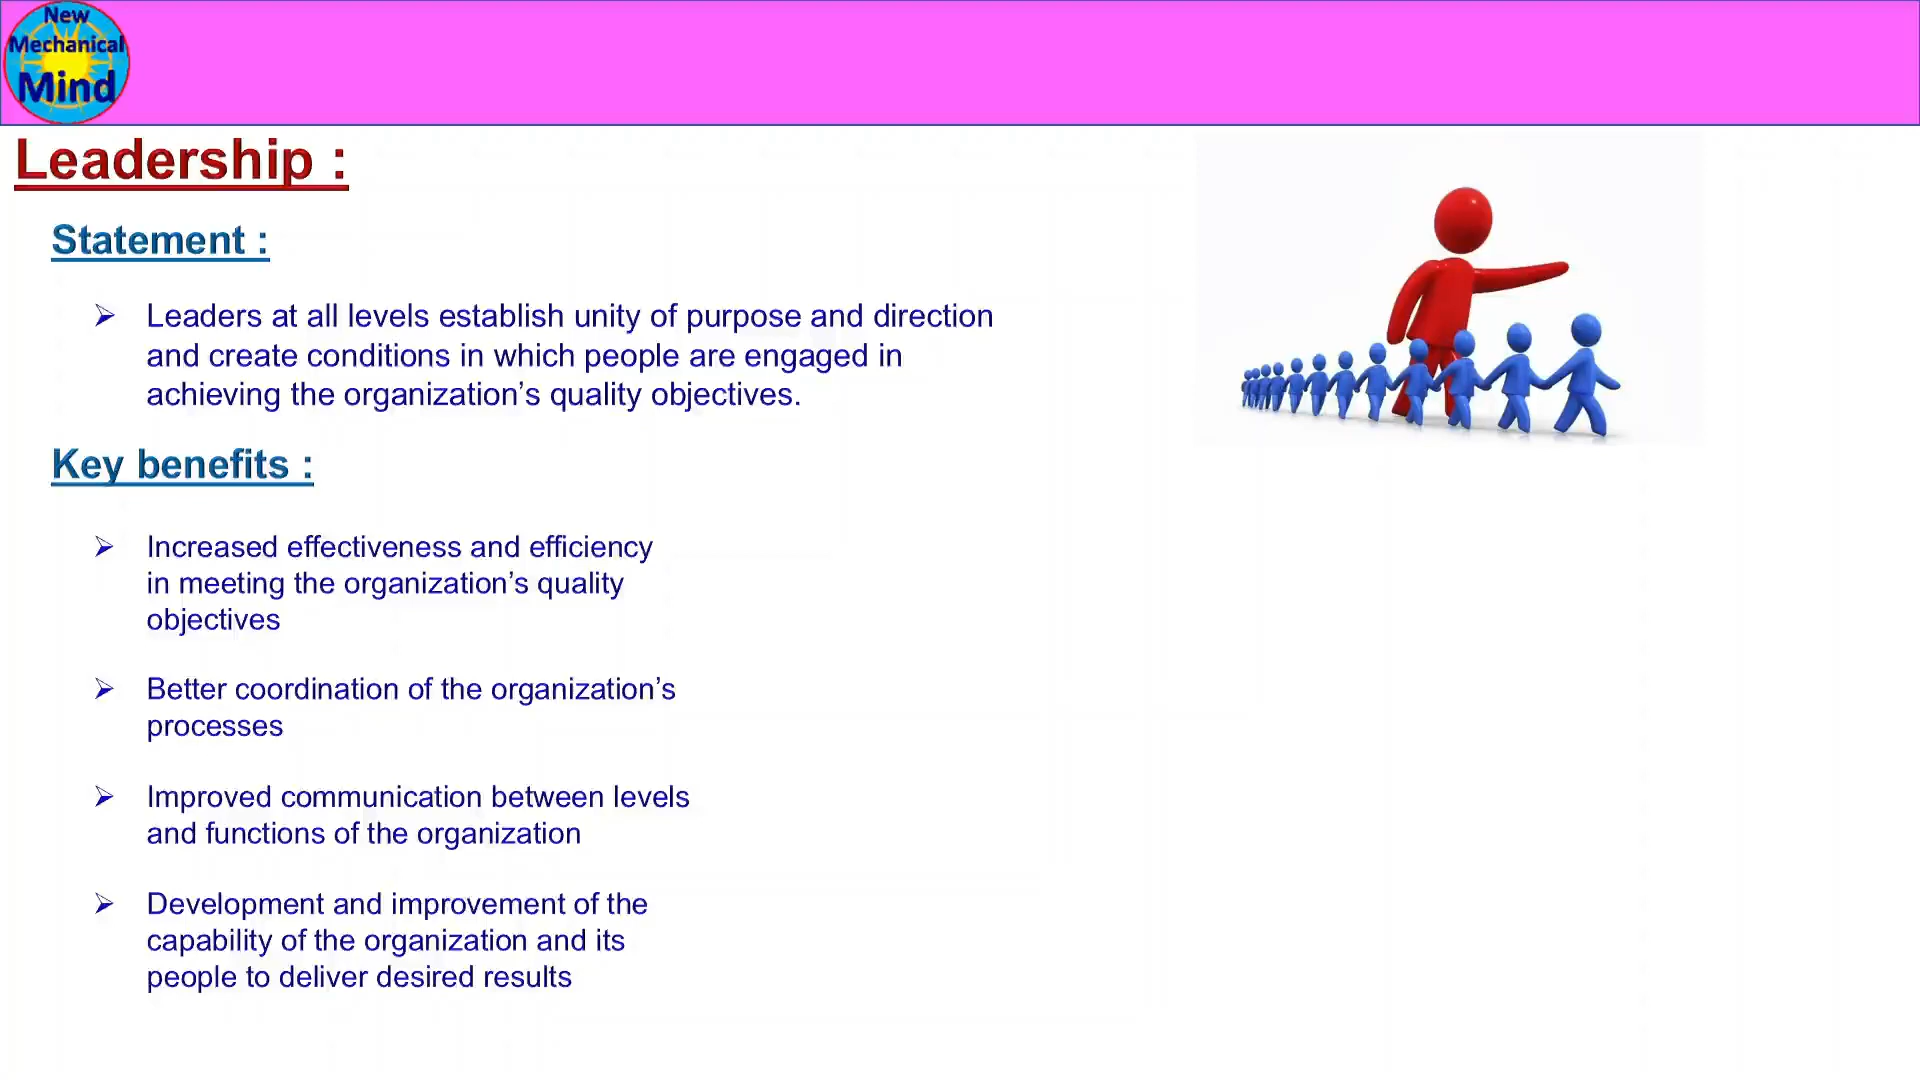 New
Mechanical
Mind
Leadership :
Statement :
➢ Leaders at all levels establish unity of purpose and direction
and create conditions in which people are engaged in
achieving the organization’s quality objectives.
Key benefits :
➢ Increased effectiveness and efficiency
in meeting the organization’s quality
objectives
➢ Better coordination of the organization’s
processes
➢ Improved communication between levels
and functions of the organization
➢ Development and improvement of the
capability of the organization and its
people to deliver desired results